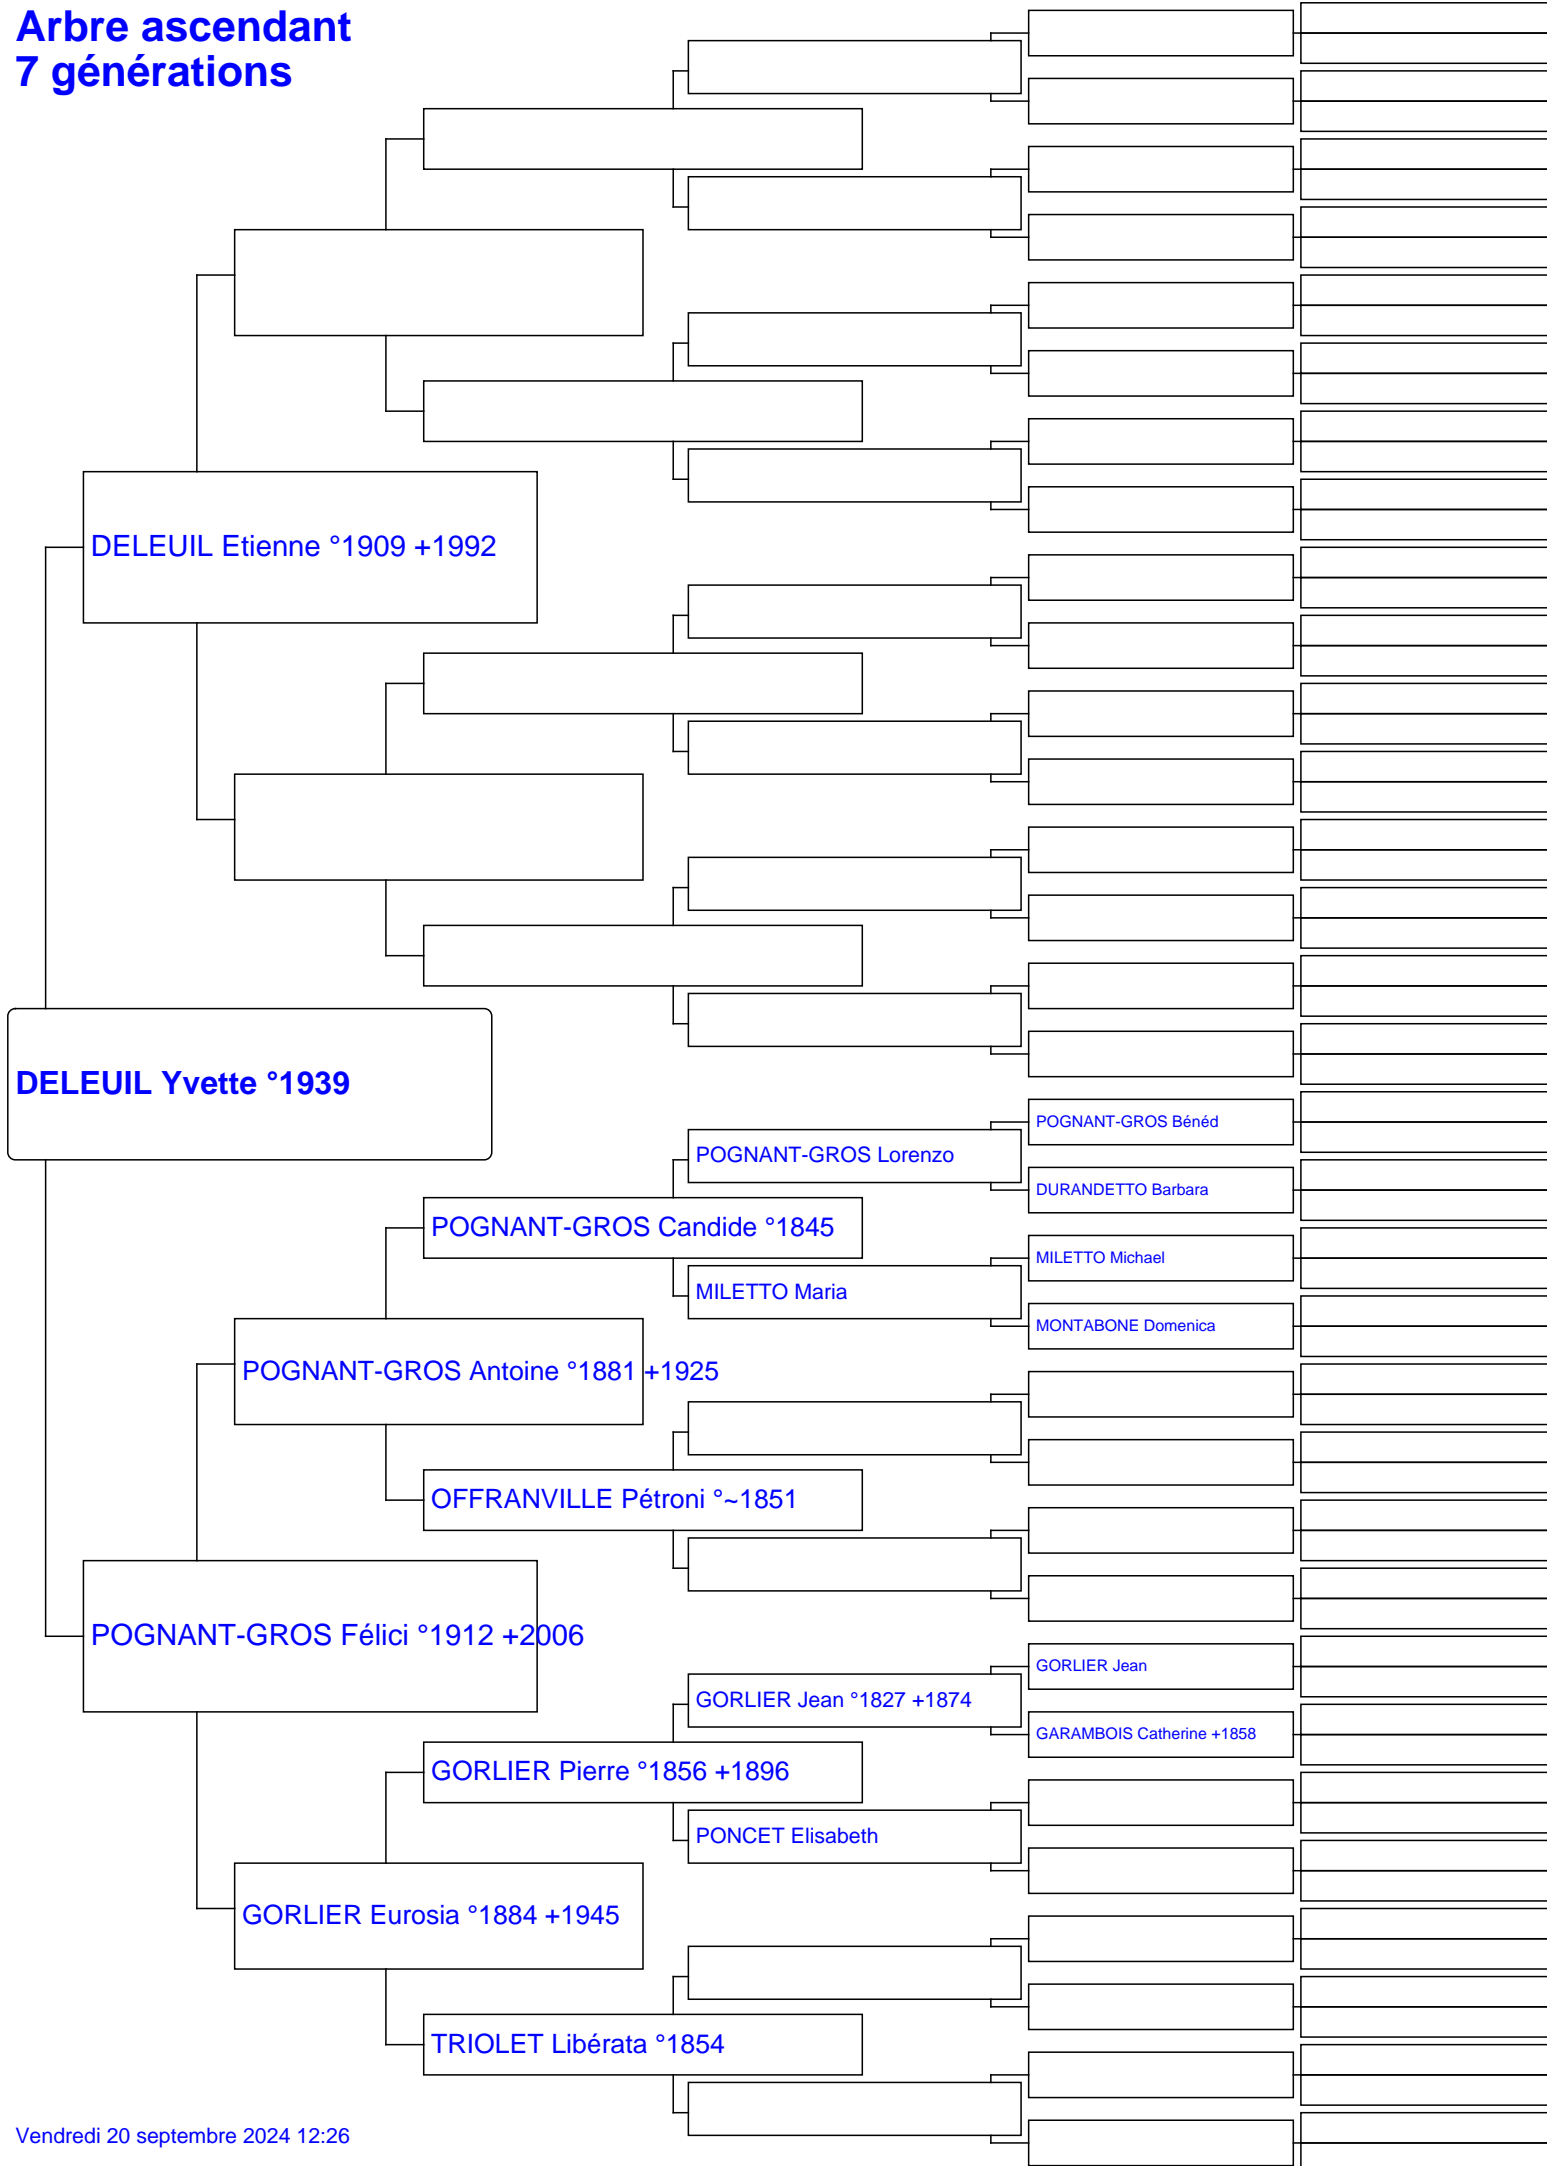 Arbre ascendant
7 générations
DELEUIL Etienne °1909 +1992
DELEUIL Yvette °1939
POGNANT-GROS Bénéd
POGNANT-GROS Lorenzo
DURANDETTO Barbara
POGNANT-GROS Candide °1845
MILETTO Michael
MILETTO Maria
MONTABONE Domenica
POGNANT-GROS Antoine °1881 +1925
OFFRANVILLE Pétroni °~1851
POGNANT-GROS Félici °1912 +2006
GORLIER Jean
GORLIER Jean °1827 +1874
GARAMBOIS Catherine +1858
GORLIER Pierre °1856 +1896
PONCET Elisabeth
GORLIER Eurosia °1884 +1945
TRIOLET Libérata °1854
Vendredi 20 septembre 2024 12:26